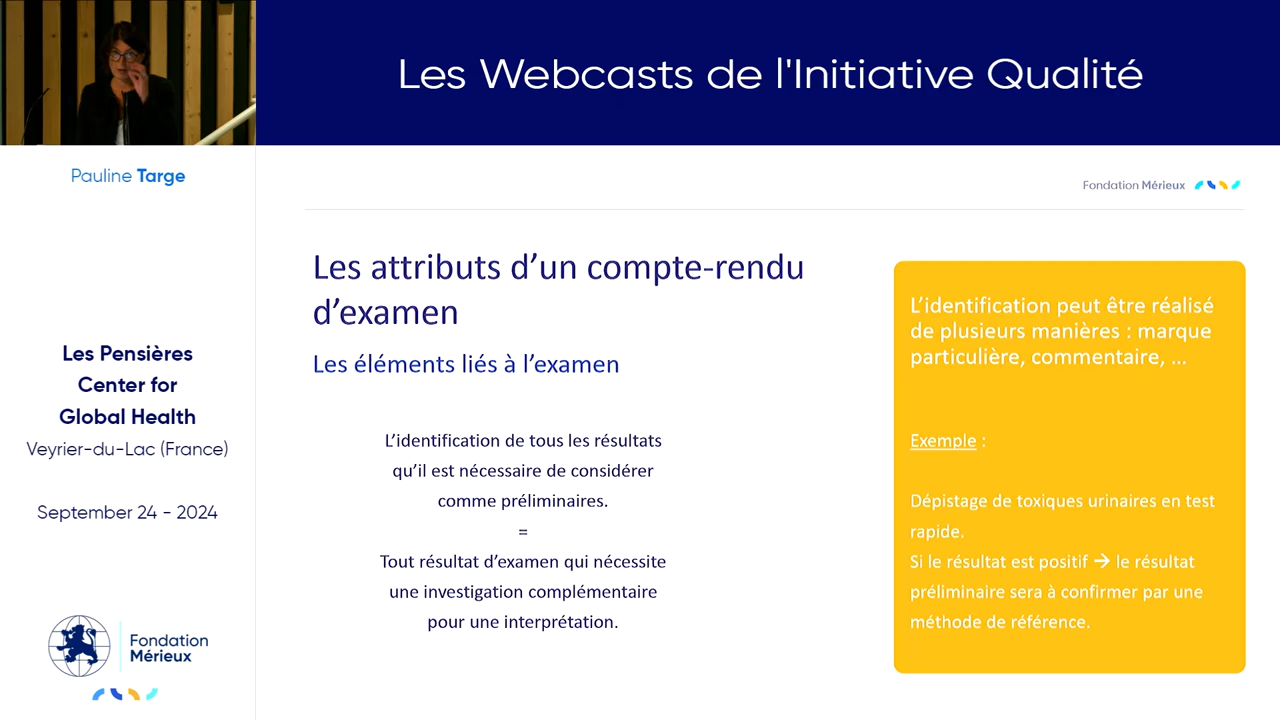 Les Webcasts de l'Initiative Qualité
Pauline Targe
Les Pensières
Center for
Global Health
Veyrier-du-Lac (France)
September 24 - 2024
Fondation
Mérieux
Fondation Mérieux
Les attributs d’un compte-rendu
d’examen
Les éléments liés à l’examen
L’identification de tous les résultats
qu’il est nécessaire de considérer
comme préliminaires.
=
Tout résultat d’examen qui nécessite
une investigation complémentaire
pour une interprétation.
L’identification peut être réalisé
de plusieurs manières : marque
particulière, commentaire, ...
Exemple :
Dépistage de toxiques urinaires en test
rapide.
Si le résultat est positif → le résultat
préliminaire sera à confirmer par une
méthode de référence.